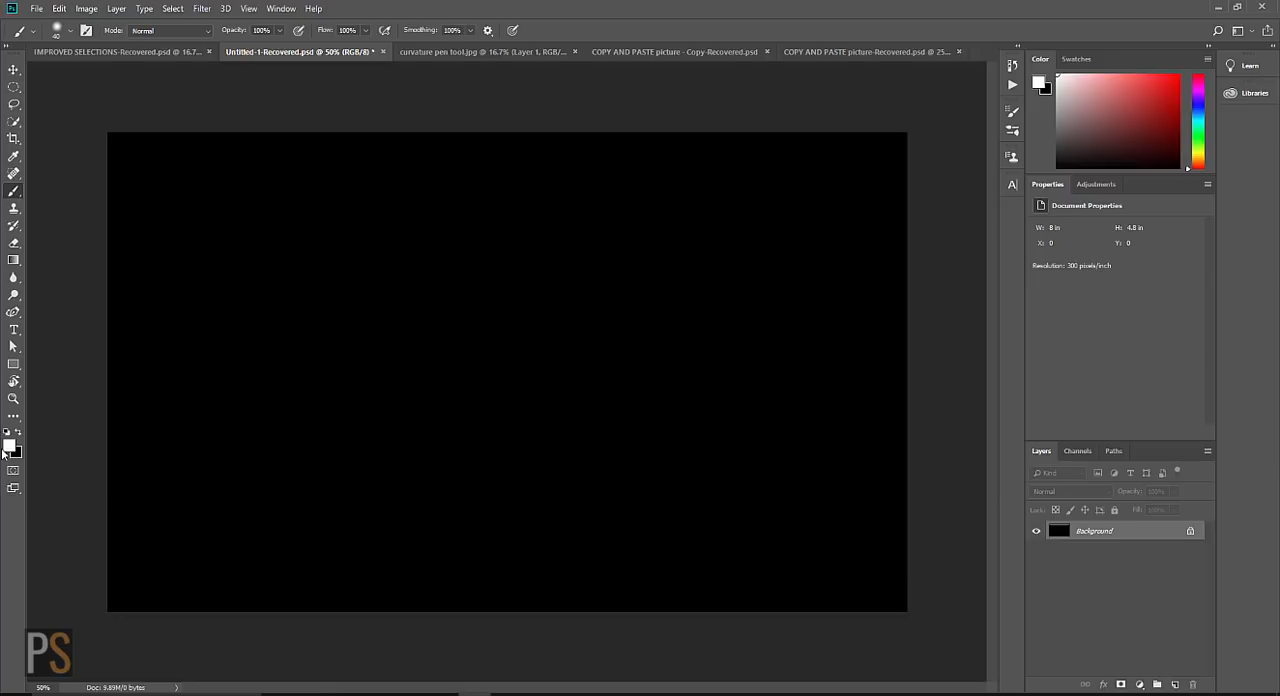 Ps File Edit Image Layer Type Select Filter 3D View Window Help
40 Mode: Normal Opacity: 100% Flow: 100% Smoothing: 100%
IMPROVED SELECTIONS-Recovered.psd @ 16.7... × Untitled-1-Recovered.psd @ 50% (RGB/8) * × curvature pen tool.jpg @ 16.7% (Layer 1, RGB/... × COPY AND PASTE picture - Copy-Recovered.psd × COPY AND PASTE picture-Recovered.psd @ 25... ×
Color Swatches
Learn
Libraries
Properties Adjustments
Document Properties
W: 8 in H: 4.8 in
X: 0 Y: 0
Resolution: 300 pixels/inch
Layers Channels Paths
Kind
Normal Opacity: 100%
Lock: Fill: 100%
Background
PS
50% Doc: 9.89M/0 bytes